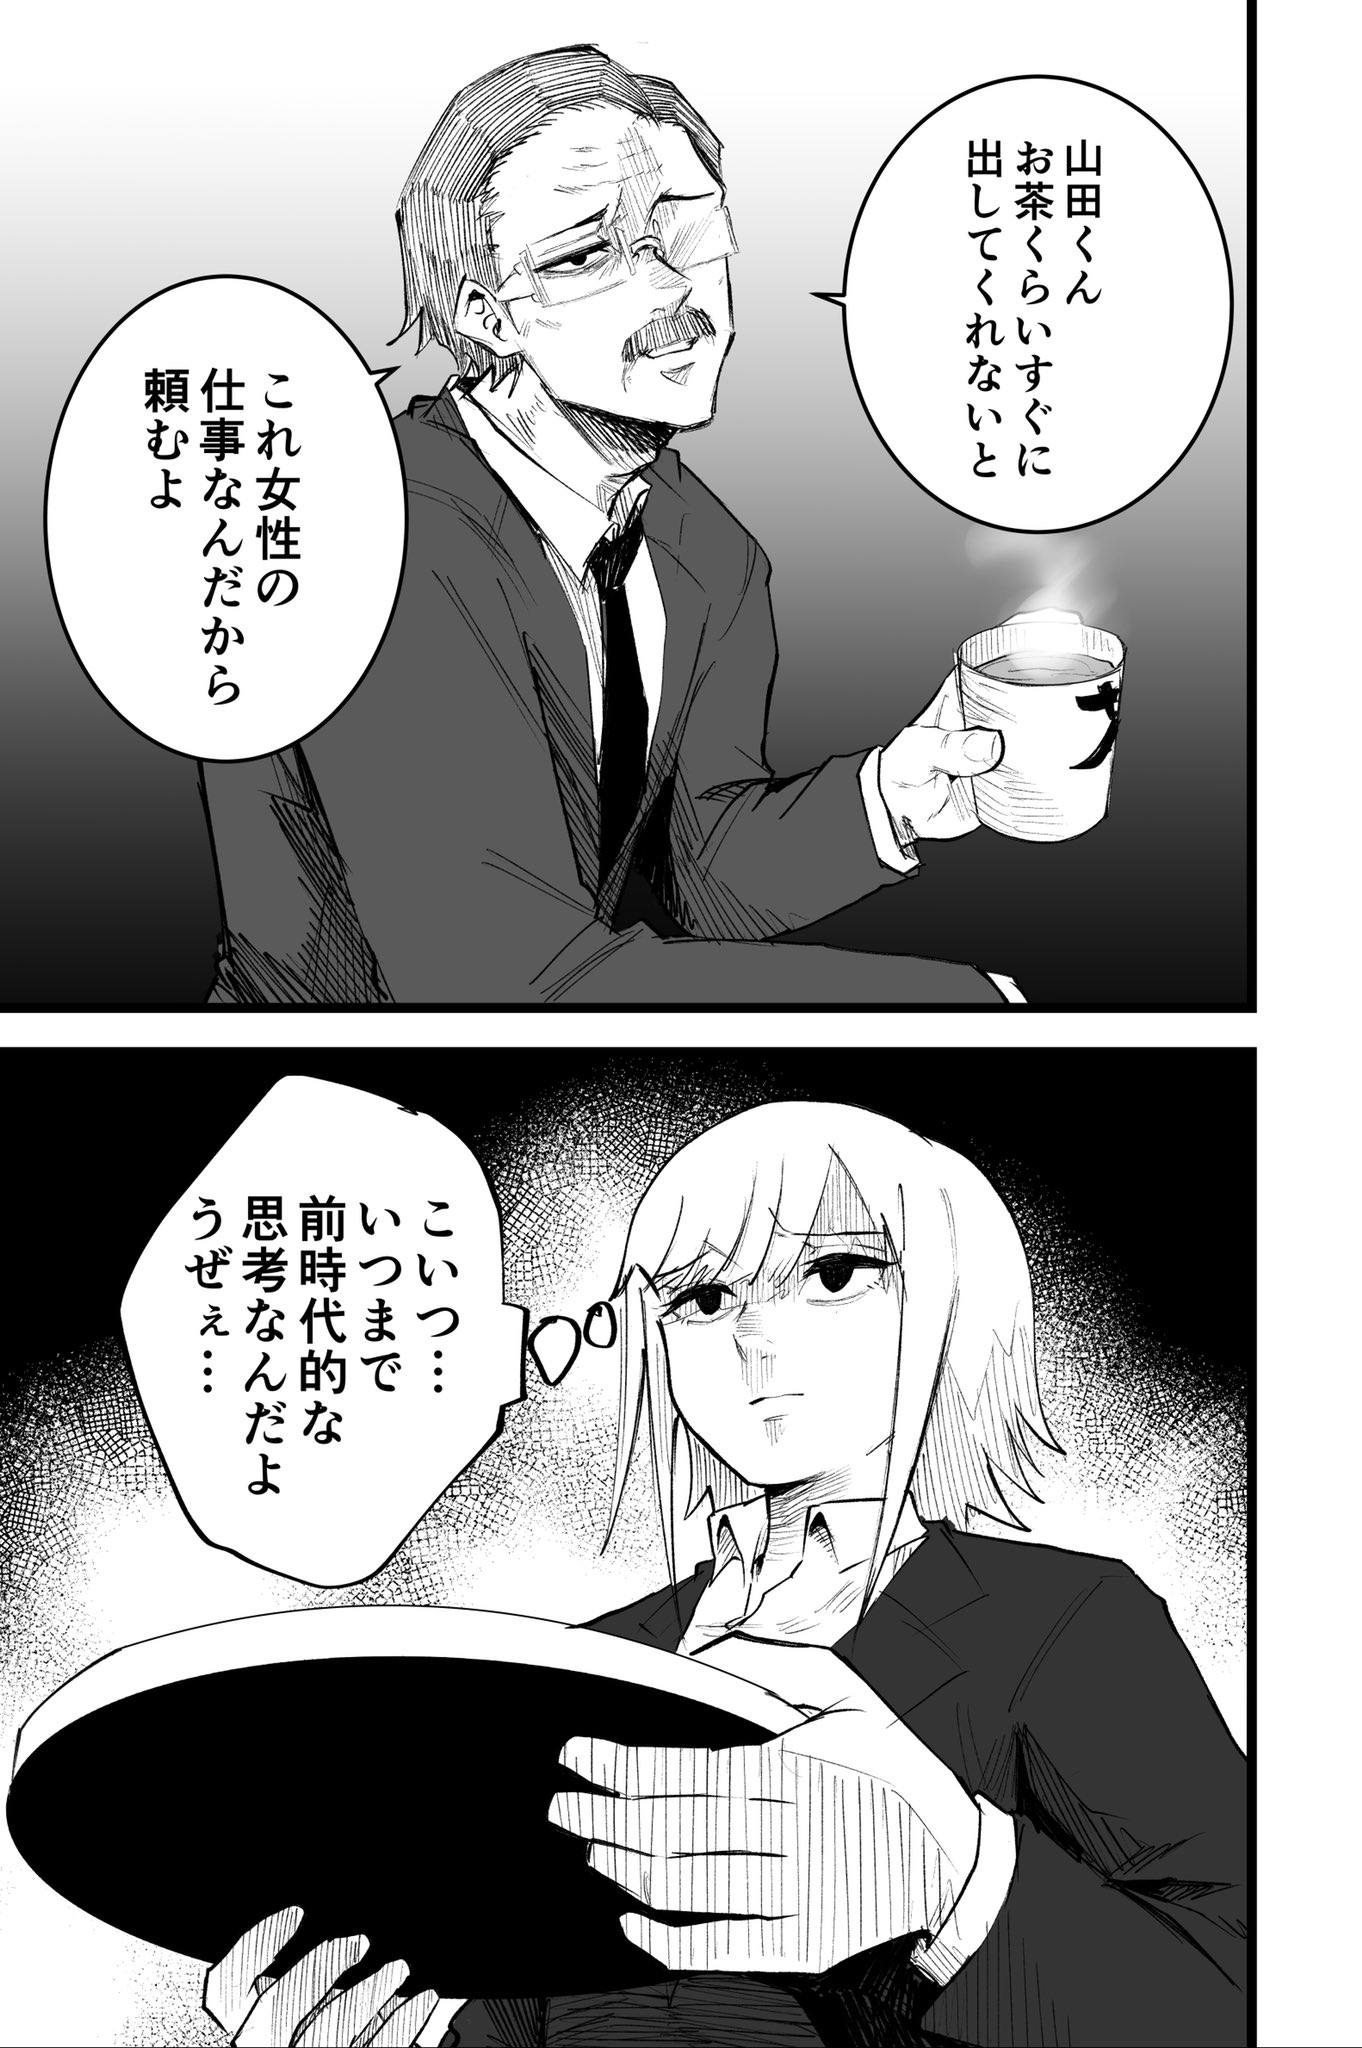 山田くん
お茶くらいすぐに
出してくれないと
これ女性の
仕事なんだから
頼むよ
こいつ…
いつまで
前時代的な
思考なんだよ
うぜぇ…